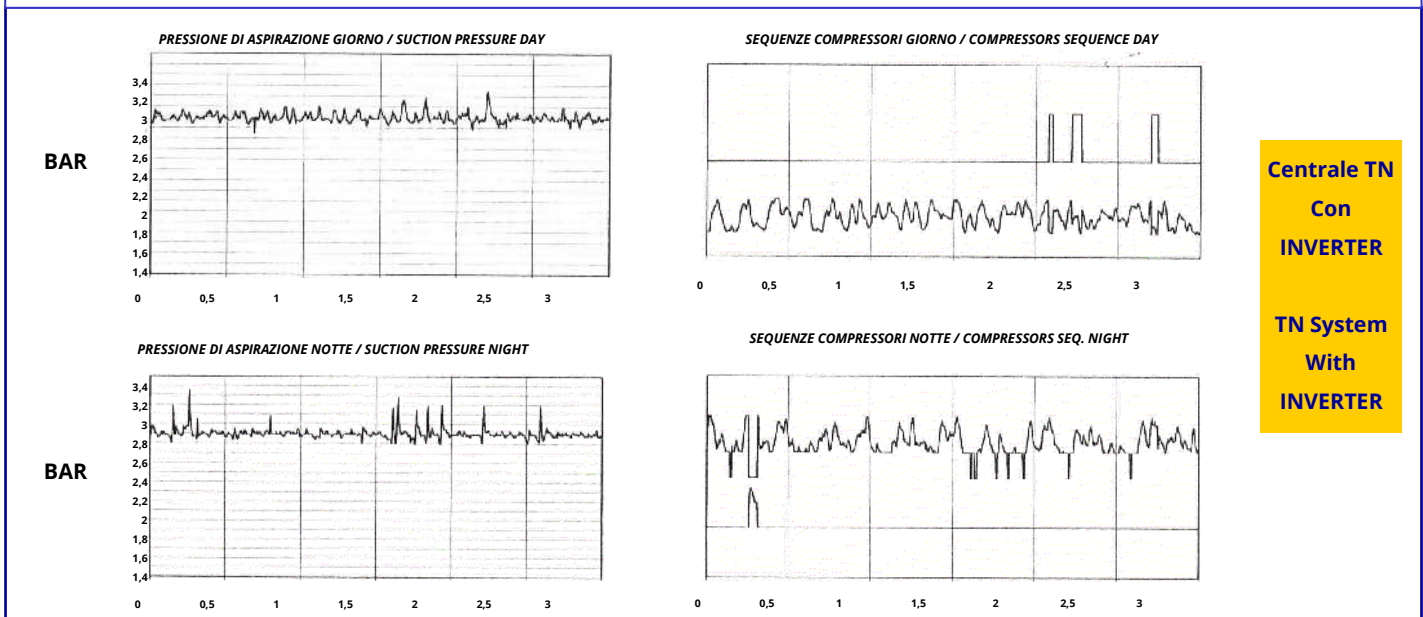 PRESSIONE DI ASPIRAZIONE GIORNO / SUCTION PRESSURE DAY
3,4
3,2
3
2,8
2,6
2,4
2,2
2
1,8
1,6
1,4
BAR
0 0,5 1 1,5 2 2,5 3
SEQUENZE COMPRESSORI GIORNO / COMPRESSORS SEQUENCE DAY
0 0,5 1 1,5 2 2,5 3
PRESSIONE DI ASPIRAZIONE NOTTE / SUCTION PRESSURE NIGHT
3,4
3,2
3
2,8
2,6
2,4
2,2
2
1,8
1,6
1,4
BAR
0 0,5 1 1,5 2 2,5 3
SEQUENZE COMPRESSORI NOTTE / COMPRESSORS SEQ. NIGHT
0 0,5 1 1,5 2 2,5 3
Centrale TN
Con
INVERTER
TN System
With
INVERTER